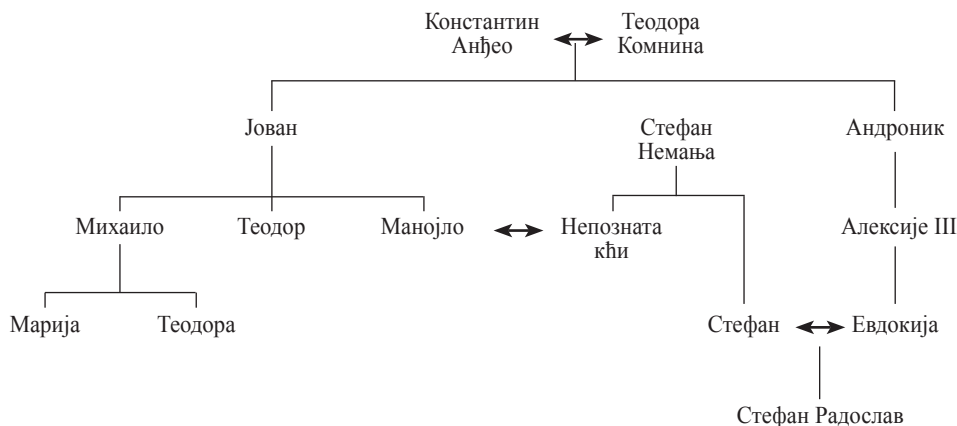 Константин
Анђео
Теодора
Комнина
Јован
Стефан
Немања
Андроник
Михаило
Теодор
Манојло
Непозната
кћи
Алексије III
Марија
Теодора
Стефан
Евдокија
Стефан Радослав